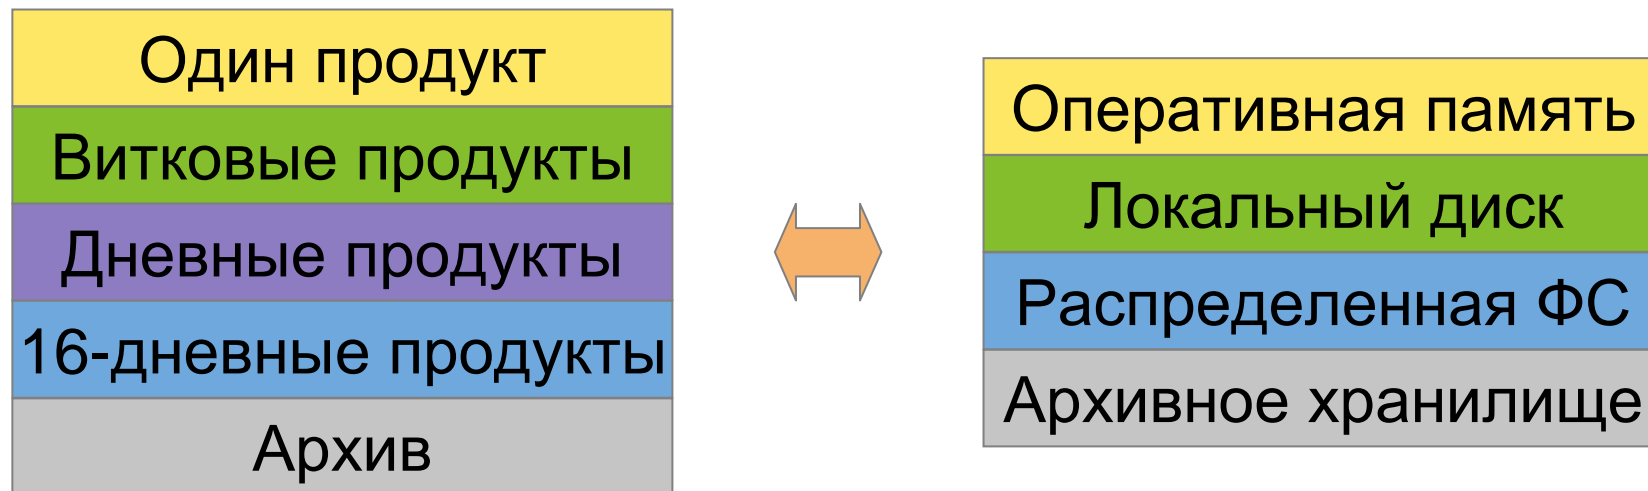 Один продукт
Витковые продукты
Дневные продукты
16-дневные продукты
Архив
Оперативная память
Локальный диск
Распределенная ФС
Архивное хранилище